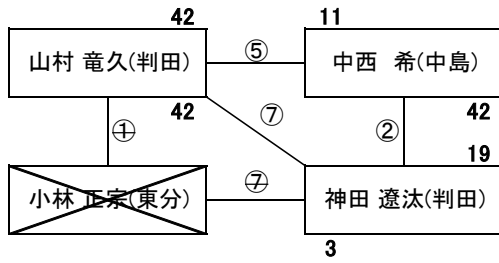 42 11
山村 竜久(判田) ⑤ 中西 希(中島)
42 ⑦ 42
① ②
19
小林 正宗(東分) ⑦ 神田 遼汰(判田)
3